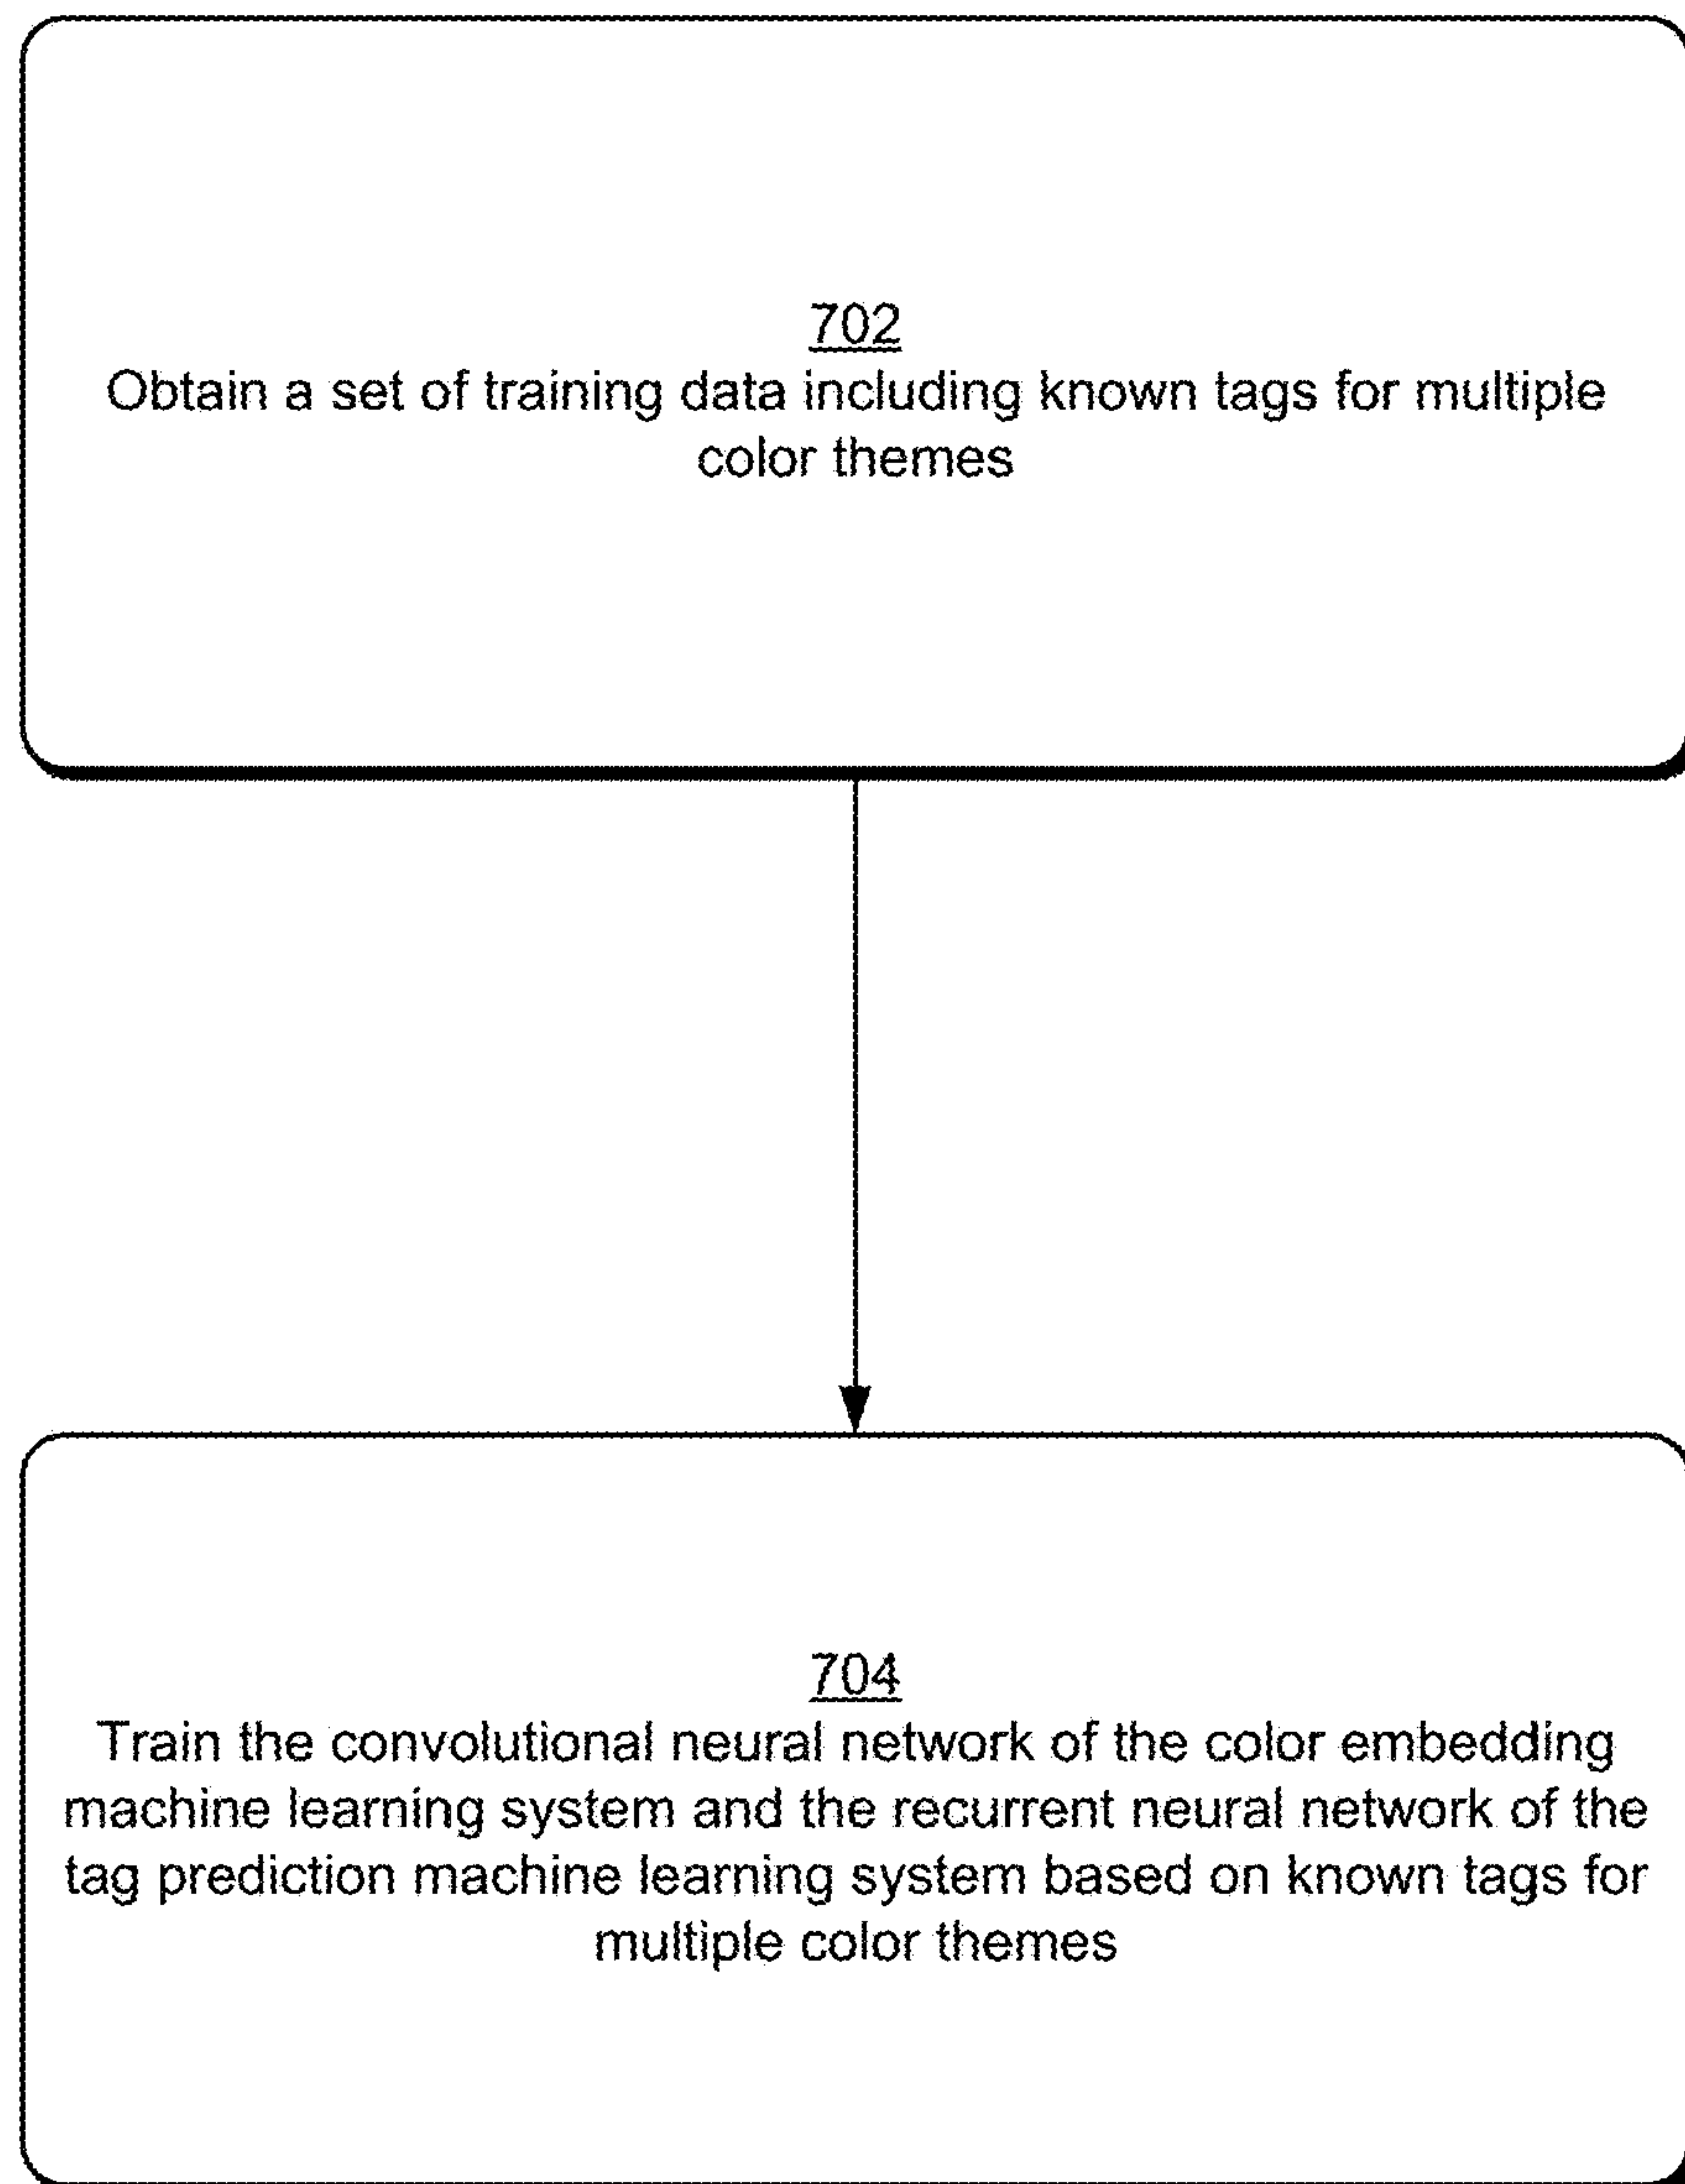 702
Obtain a set of training data including known tags for multiple
color themes
704
Train the convolutional neural network of the color embedding
machine learning system and the recurrent neural network of the
tag prediction machine learning system based on known tags for
multiple color themes